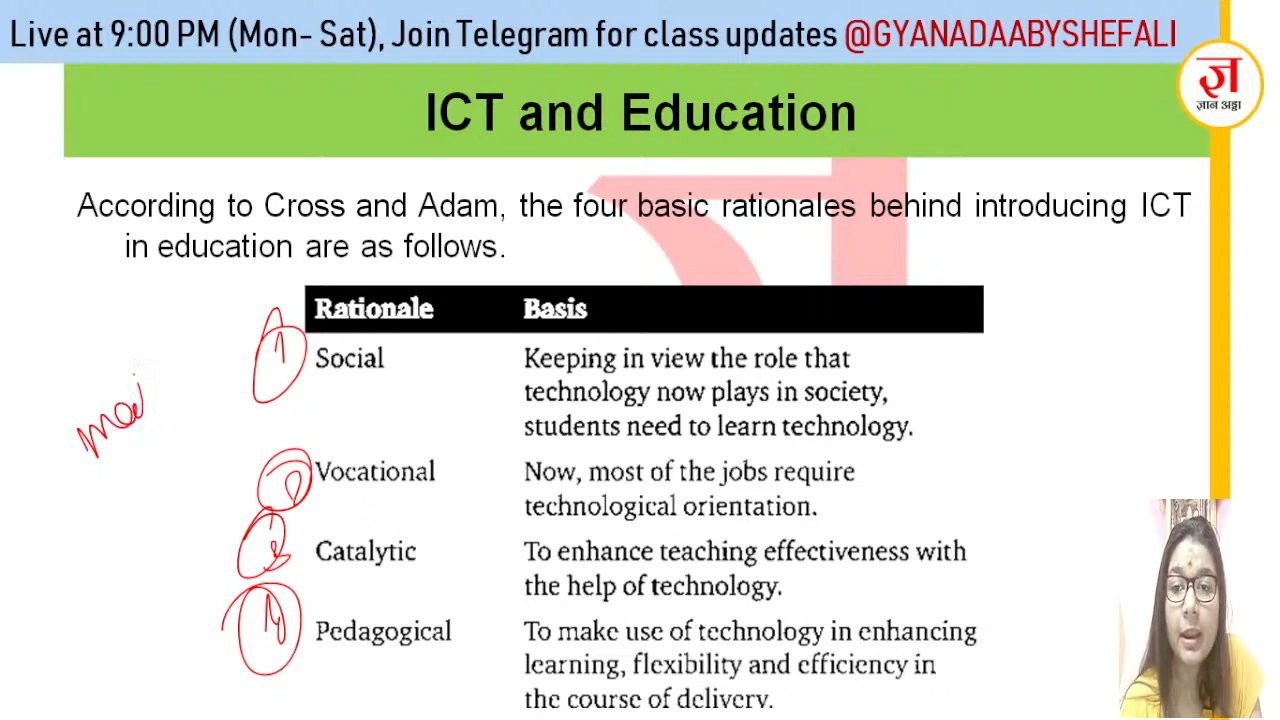 Live at 9:00 PM (Mon- Sat), Join Telegram for class updates @GYANADAABYSHEFALI
ज्ञ
ज्ञान अड्डा
ICT and Education
According to Cross and Adam, the four basic rationales behind introducing ICT
in education are as follows.
Rationale Basis
1 Social Keeping in view the role that
technology now plays in society,
students need to learn technology.
Vocational Now, most of the jobs require
technological orientation.
Catalytic To enhance teaching effectiveness with
the help of technology.
Pedagogical To make use of technology in enhancing
learning, flexibility and efficiency in
the course of delivery.